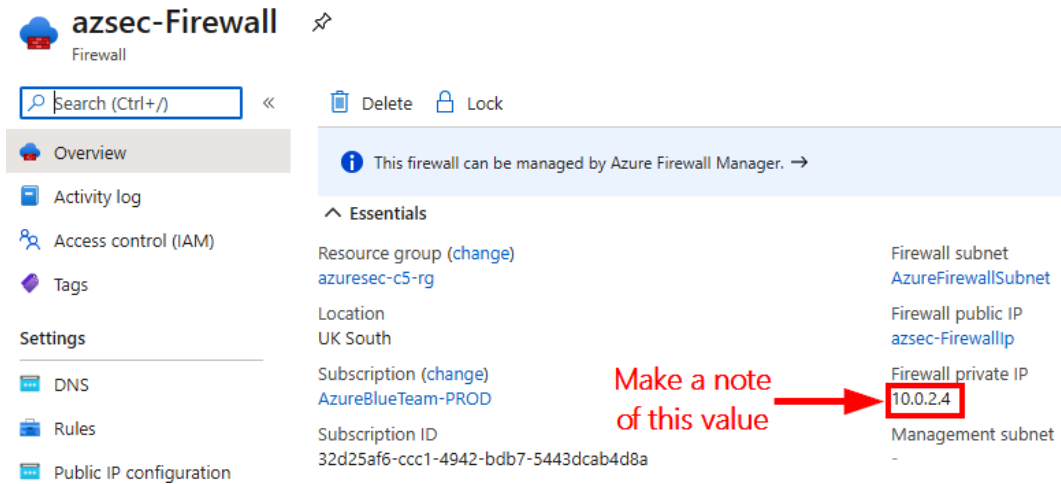 azsec-Firewall
Firewall
Search (Ctrl+/)
«
Delete
Lock
Overview
Activity log
Access control (IAM)
Tags
Settings
DNS
Rules
Public IP configuration
This firewall can be managed by Azure Firewall Manager. →
Essentials
Resource group (change)
azuresec-c5-rg
Location
UK South
Subscription (change)
AzureBlueTeam-PROD
Subscription ID
32d25af6-ccc1-4942-bdb7-5443dcab4d8a
Make a note
of this value
Firewall subnet
AzureFirewallSubnet
Firewall public IP
azsec-FirewallIp
Firewall private IP
10.0.2.4
Management subnet
-